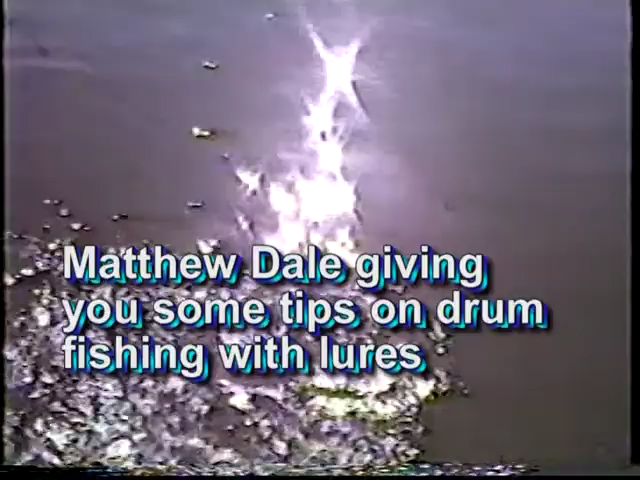 Matthew Dale giving
you some tips on drum
fishing with lures